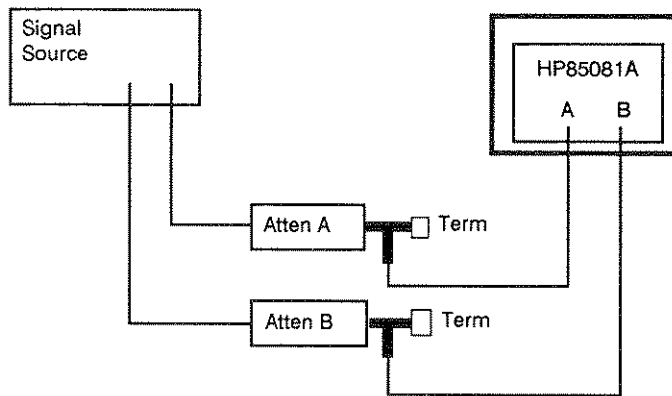 Signal
Source
HP85081A
A B
Atten A
Term
Atten B
Term